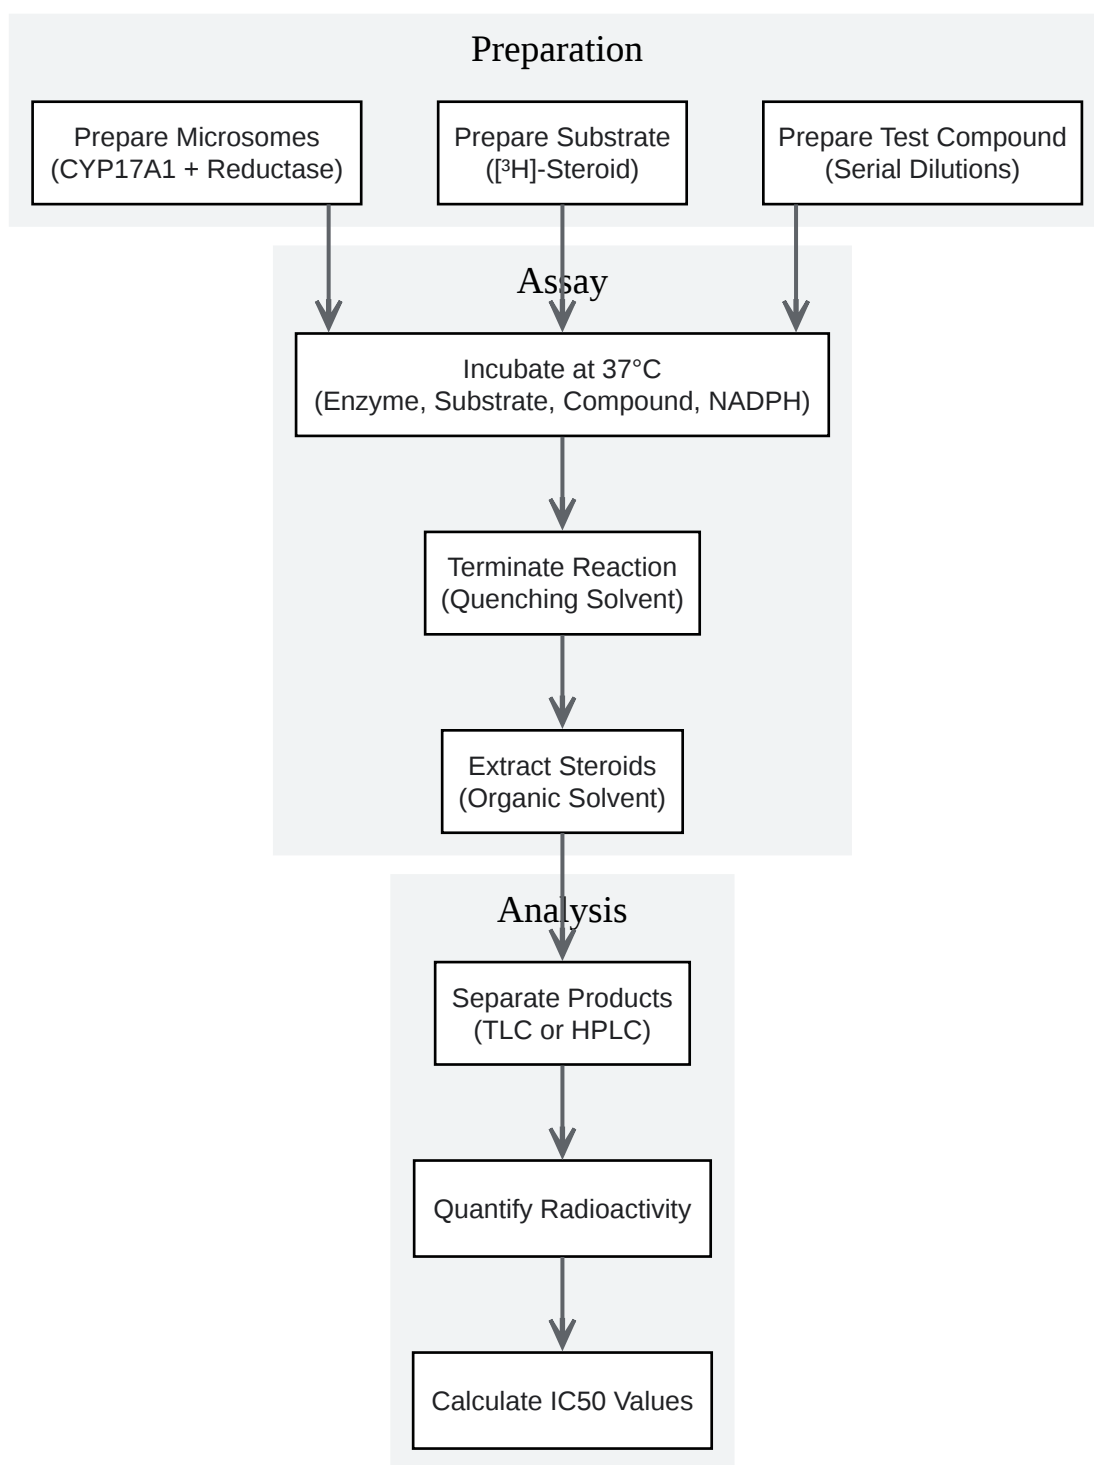 Preparation
Prepare Microsomes
(CYP17A1 + Reductase)
Prepare Substrate
([³H]-Steroid)
Prepare Test Compound
(Serial Dilutions)
Assay
Incubate at 37°C
(Enzyme, Substrate, Compound, NADPH)
Terminate Reaction
(Quenching Solvent)
Extract Steroids
(Organic Solvent)
Analysis
Separate Products
(TLC or HPLC)
Quantify Radioactivity
Calculate IC50 Values